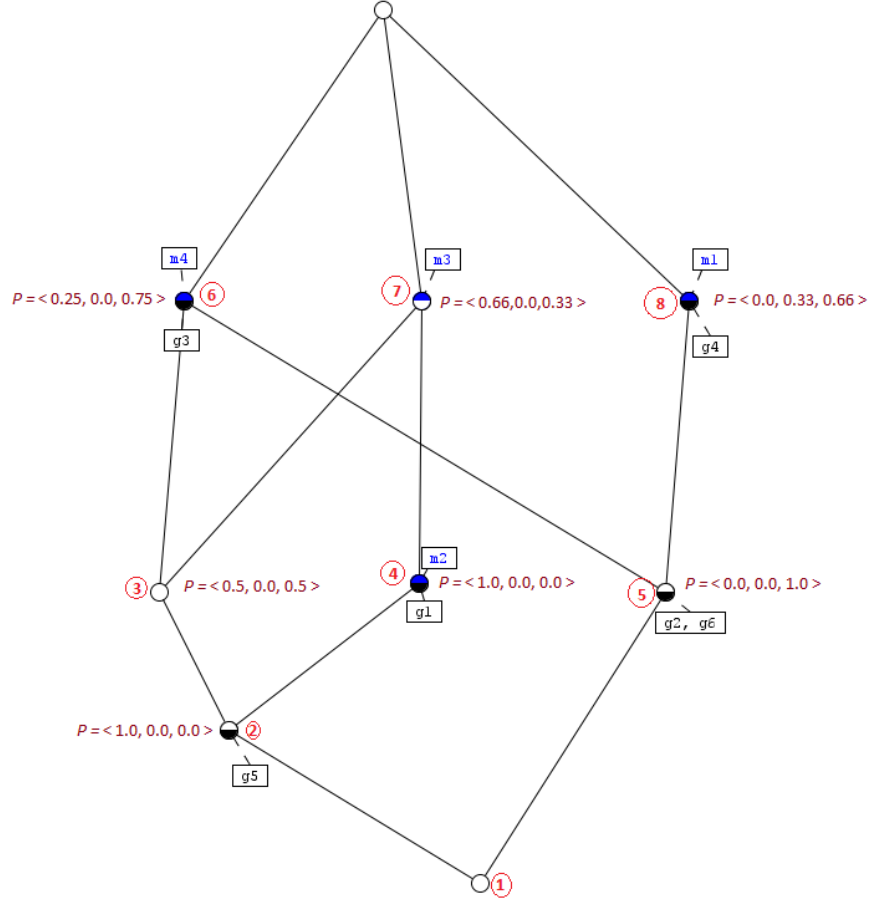 m4
m3
m1
P = < 0.25, 0.0, 0.75 >
6
7
P = < 0.66,0.0,0.33 >
8
P = < 0.0, 0.33, 0.66 >
g3
g4
m2
3
P = < 0.5, 0.0, 0.5 >
4
P = < 1.0, 0.0, 0.0 >
5
P = < 0.0, 0.0, 1.0 >
g1
g2, g6
P = < 1.0, 0.0, 0.0 >
2
g5
1